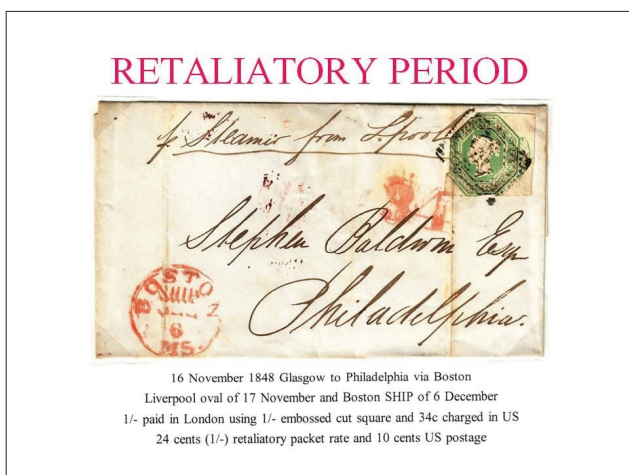 RETALIATORY PERIOD
p Steamer from L.pool
34
Stephen Baldwin Esq
Philadelphia.
BOSTON
SHIP
6
MS.
16 November 1848 Glasgow to Philadelphia via Boston
Liverpool oval of 17 November and Boston SHIP of 6 December
1/- paid in London using 1/- embossed cut square and 34c charged in US
24 cents (1/-) retaliatory packet rate and 10 cents US postage